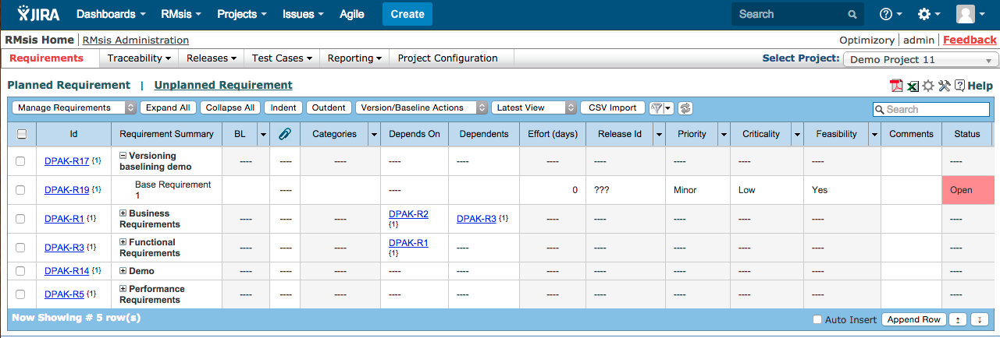 JIRA Dashboards RMsis Projects Issues Agile Create Search
RMsis Home RMsis Administration Optimizory admin Feedback
Requirements Traceability Releases Test Cases Reporting Project Configuration Select Project: Demo Project 11
Planned Requirement | Unplanned Requirement Help
Manage Requirements Expand All Collapse All Indent Outdent Version/Baseline Actions Latest View CSV Import Search
Id Requirement Summary BL Categories Depends On Dependents Effort (days) Release Id Priority Criticality Feasibility Comments Status
DPAK-R17 {1} Versioning baselining demo ---- ---- ---- ---- ---- ---- ---- ---- ---- ---- ----
DPAK-R19 {1} Base Requirement 1 ---- ---- 0 ??? Minor Low Yes Open
DPAK-R1 {1} Business Requirements ---- ---- ---- DPAK-R2 {1} DPAK-R3 {1} ---- ---- ---- ---- ---- ----
DPAK-R3 {1} Functional Requirements ---- ---- ---- DPAK-R1 {1} ---- ---- ---- ---- ---- ---- ----
DPAK-R14 {1} Demo ---- ---- ---- ---- ---- ---- ---- ---- ---- ---- ----
DPAK-R5 {1} Performance Requirements ---- ---- ---- ---- ---- ---- ---- ---- ---- ---- ----
Now Showing # 5 row(s) Auto Insert Append Row